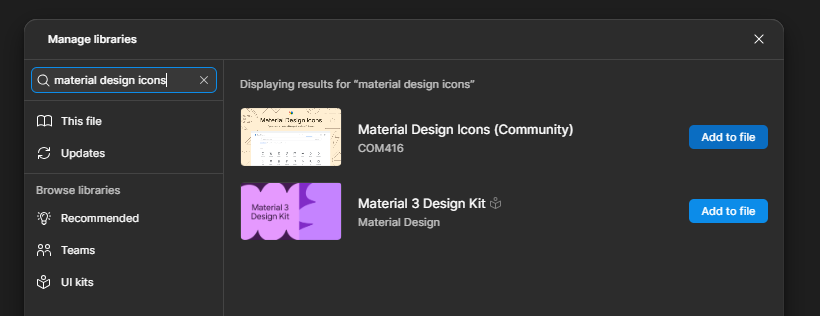 Manage libraries
material design icons
This file
Updates
Browse libraries
Recommended
Teams
UI kits
Displaying results for “material design icons”
Material Design Icons
Material Design Icons (Community)
COM416
Add to file
Material 3
Design Kit
Material 3 Design Kit
Material Design
Add to file